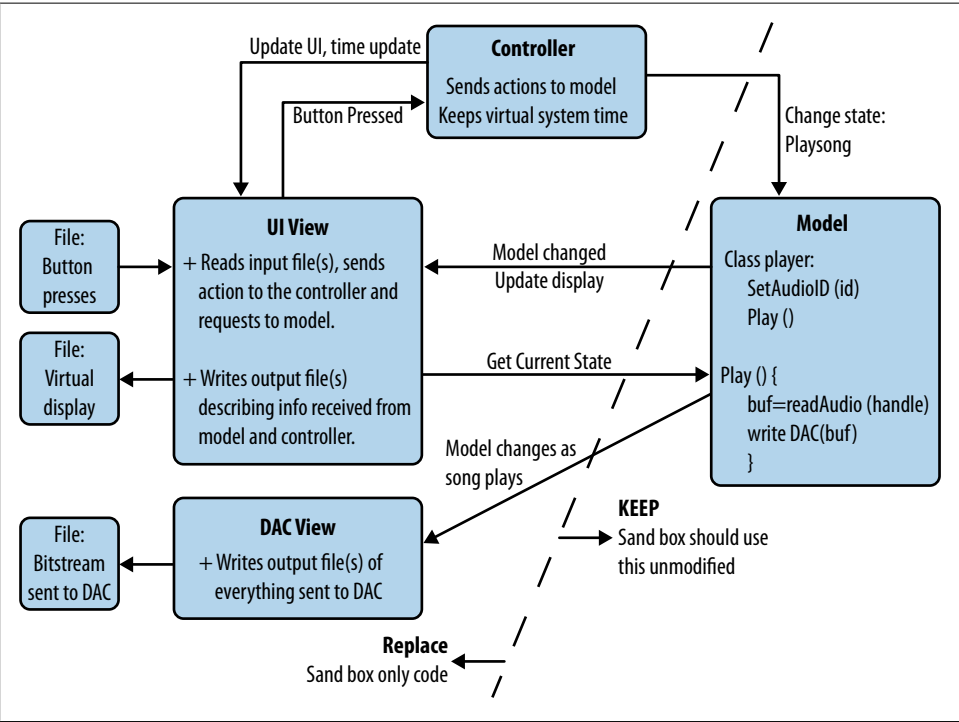 Update UI, time update
Controller
Sends actions to model
Keeps virtual system time
Button Pressed
Change state:
Playsong
File:
Button
presses
UI View
+ Reads input file(s), sends
action to the controller and
requests to model.
+ Writes output file(s)
describing info received from
model and controller.
File:
Virtual
display
Model changed
Update display
Get Current State
Model
Class player:
SetAudioID (id)
Play ()
Play () {
buf=readAudio (handle)
write DAC(buf)
}
Model changes as
song plays
File:
Bitstream
sent to DAC
DAC View
+ Writes output file(s) of
everything sent to DAC
KEEP
Sand box should use
this unmodified
Replace
Sand box only code